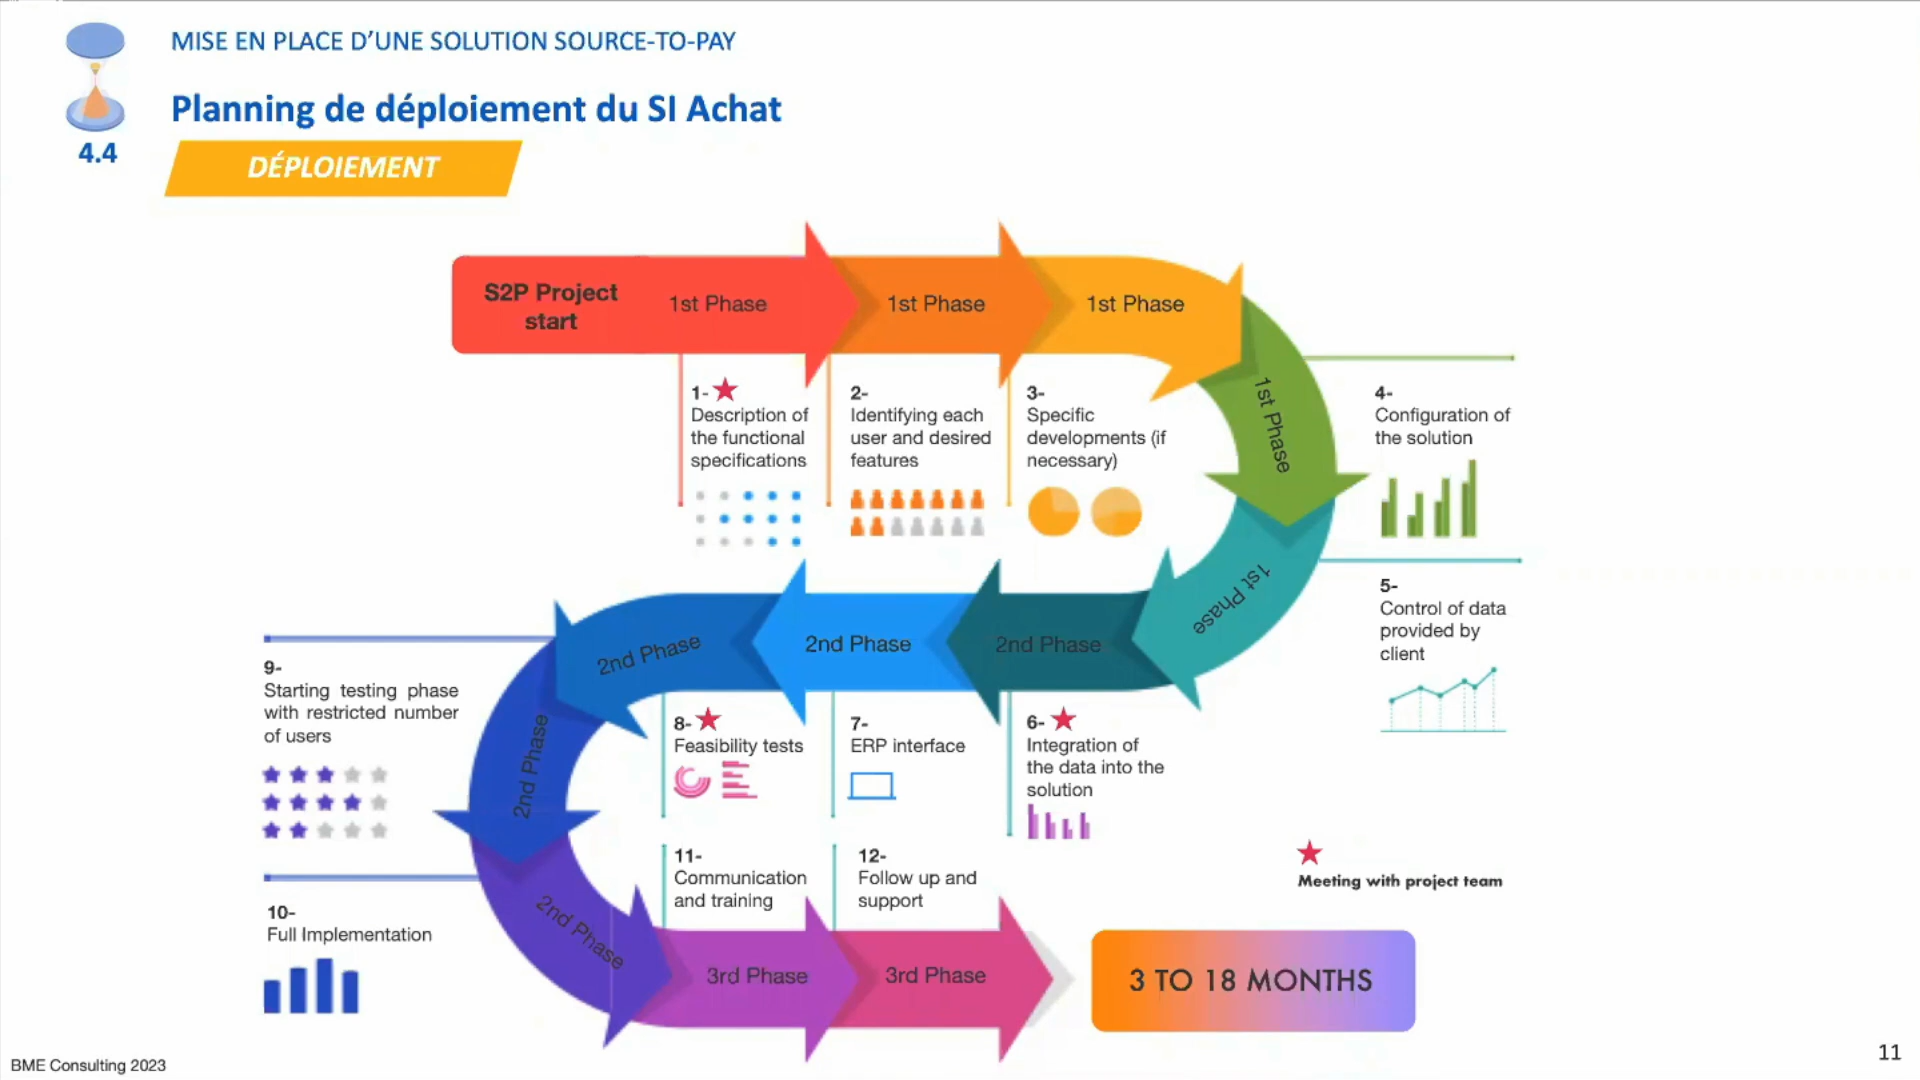 MISE EN PLACE D’UNE SOLUTION SOURCE-TO-PAY
Planning de déploiement du SI Achat
4.4
DÉPLOIEMENT
S2P Project
start
1st Phase
1st Phase
1st Phase
1st Phase
1-
Description of
the functional
specifications
2-
Identifying each
user and desired
features
3-
Specific
developments (if
necessary)
4-
Configuration of
the solution
1st Phase
5-
Control of data
provided by
client
2nd Phase
2nd Phase
2nd Phase
6-
Integration of
the data into the
solution
7-
ERP interface
8-
Feasibility tests
9-
Starting testing phase
with restricted number
of users
2nd Phase
10-
Full Implementation
2nd Phase
11-
Communication
and training
12-
Follow up and
support
3rd Phase
3rd Phase
Meeting with project team
3 TO 18 MONTHS
BME Consulting 2023
11